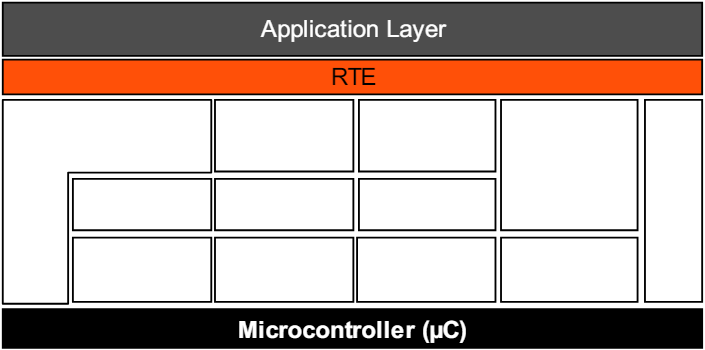 Application Layer
RTE
Microcontroller (µC)